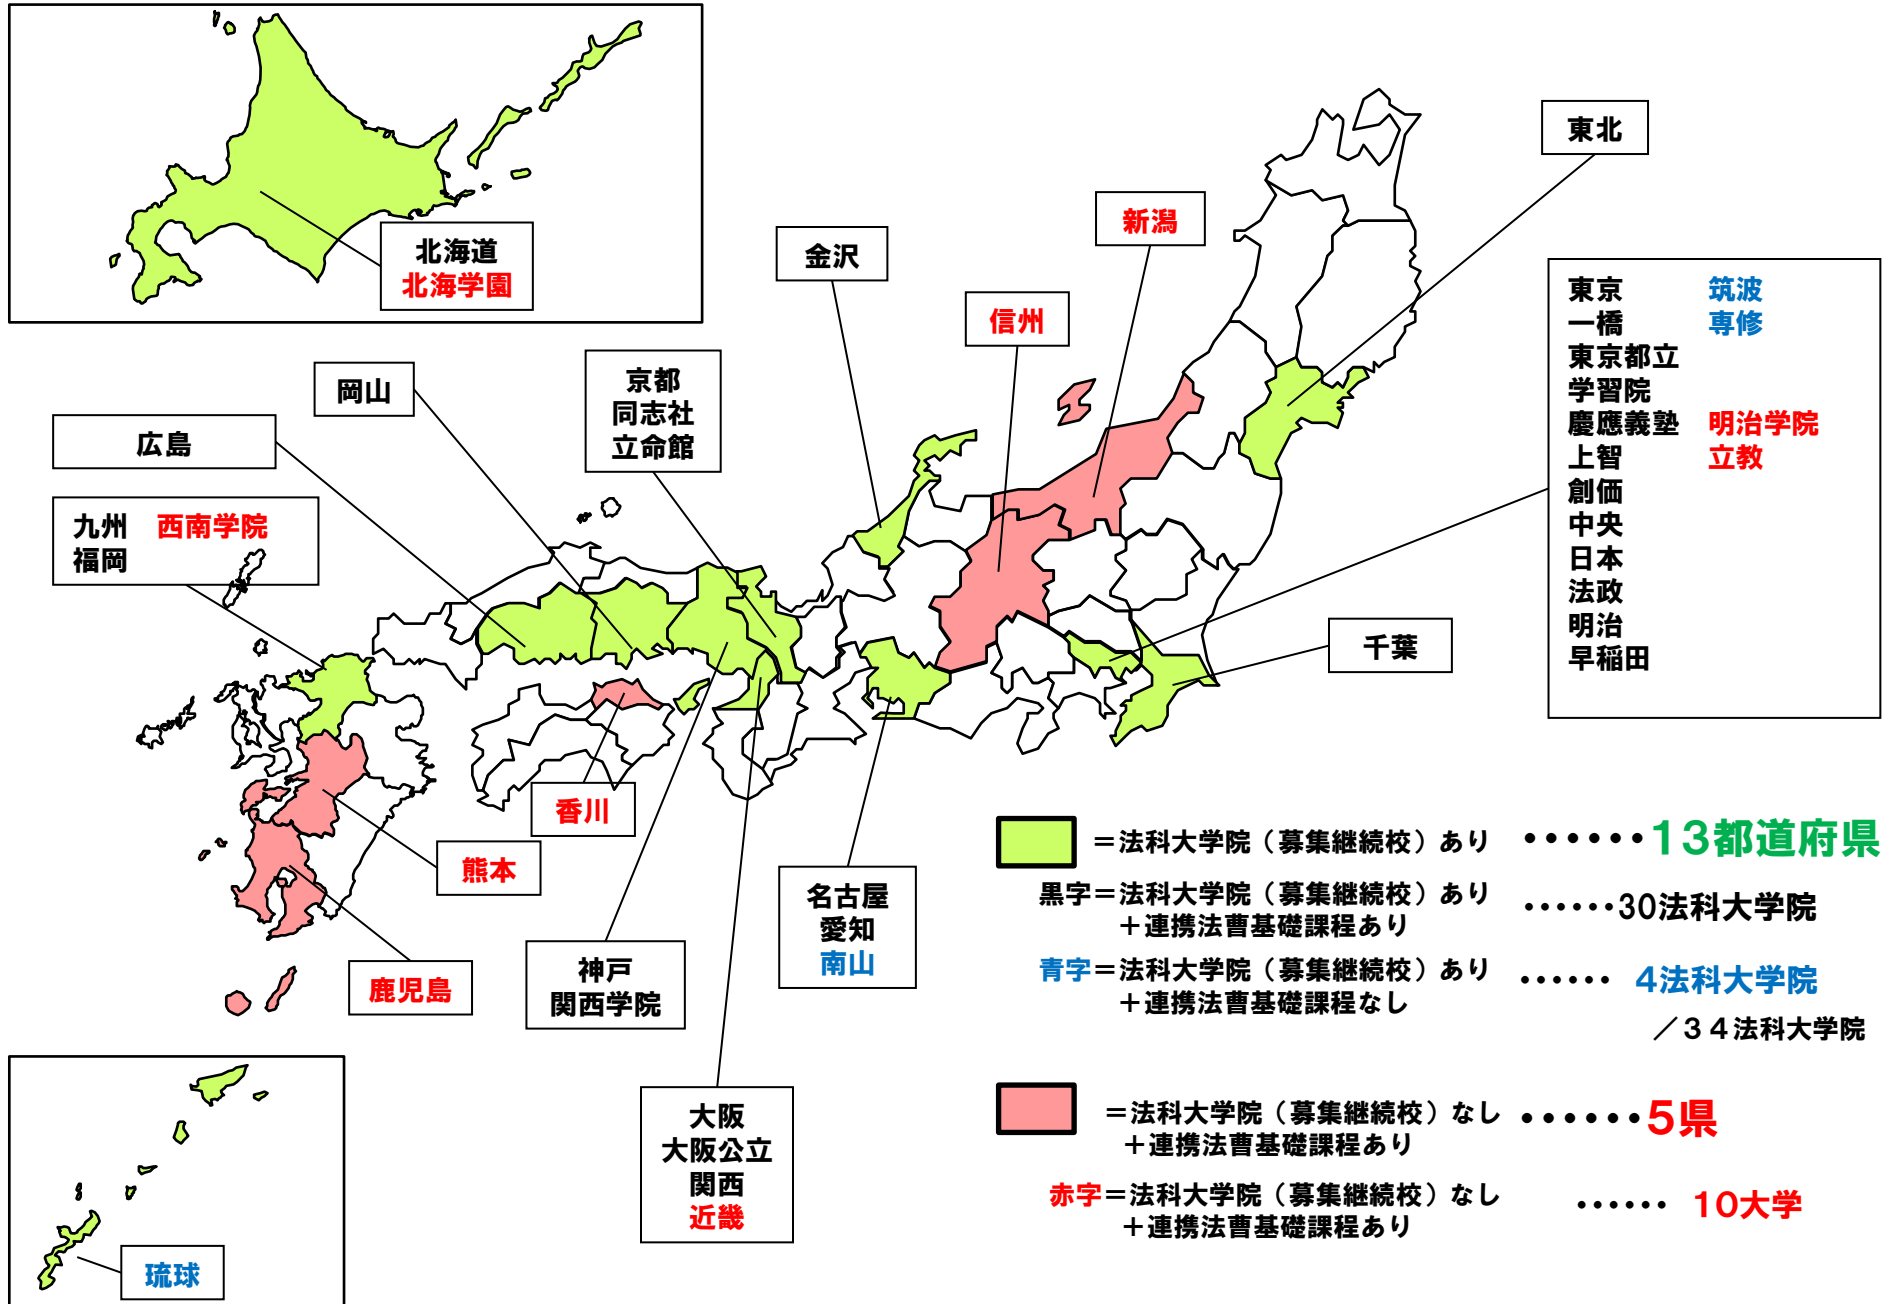 北海道
北海学園
東北
新潟
金沢
信州
東京 筑波
一橋 専修
東京都立
学習院
慶應義塾 明治学院
上智 立教
創価
中央
日本
法政
明治
早稲田
岡山
京都
同志社
立命館
広島
九州 西南学院
福岡
千葉
香川
熊本
鹿児島
神戸
関西学院
名古屋
愛知
南山
大阪
大阪公立
関西
近畿
琉球
=法科大学院(募集継続校)あり ・・・・・・13都道府県
黒字=法科大学院(募集継続校)あり ・・・・・・30法科大学院
+連携法曹基礎課程あり
青字=法科大学院(募集継続校)あり ・・・・・・ 4法科大学院
+連携法曹基礎課程なし
/34法科大学院
=法科大学院(募集継続校)なし ・・・・・・5県
+連携法曹基礎課程あり
赤字=法科大学院(募集継続校)なし ・・・・・・ 10大学
+連携法曹基礎課程あり